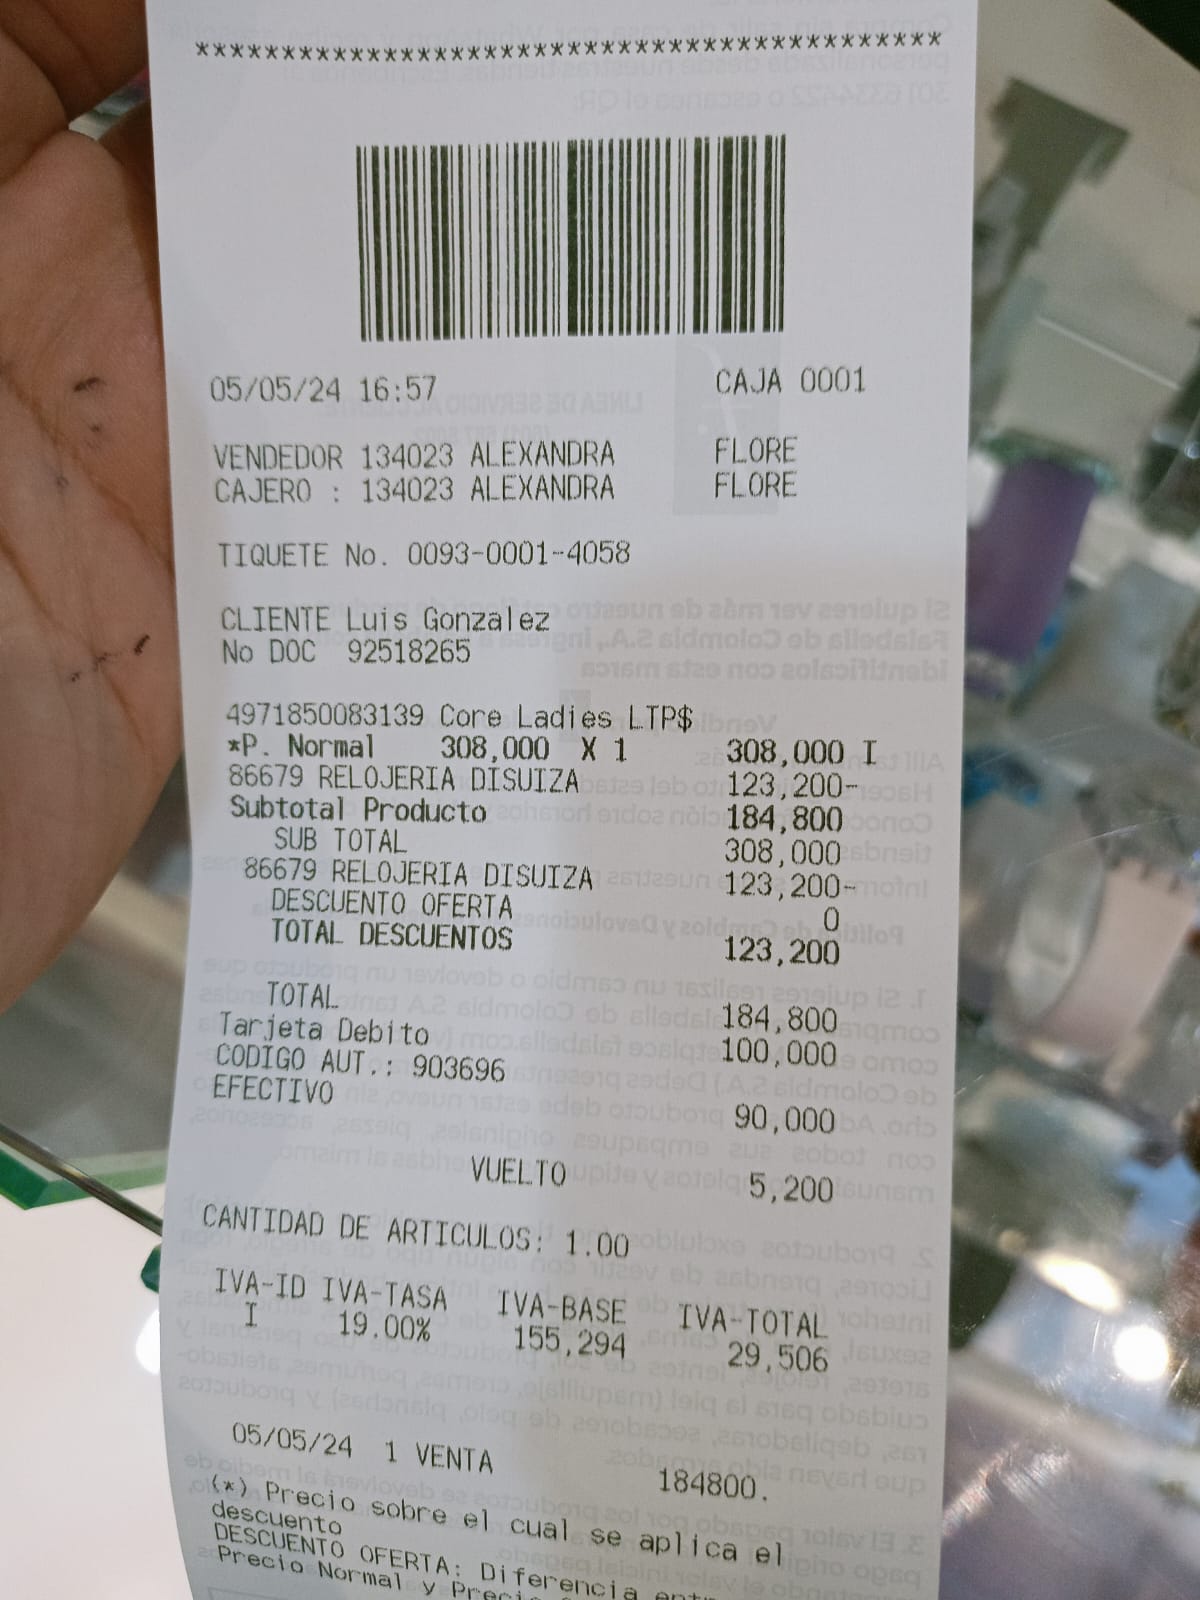 ********************************************
05/05/24 16:57 CAJA 0001
VENDEDOR 134023 ALEXANDRA FLORE
CAJERO : 134023 ALEXANDRA FLORE
TIQUETE No. 0093-0001-4058
CLIENTE Luis Gonzalez
No DOC 92518265
4971850083139 Core Ladies LTP$
*P. Normal 308,000 X 1 308,000 I
86679 RELOJERIA DISUIZA 123,200-
Subtotal Producto 184,800
SUB TOTAL 308,000
86679 RELOJERIA DISUIZA 123,200-
DESCUENTO OFERTA 0
TOTAL DESCUENTOS 123,200
TOTAL 184,800
Tarjeta Debito 100,000
CODIGO AUT.: 903696
EFECTIVO 90,000
VUELTO 5,200
CANTIDAD DE ARTICULOS: 1.00
IVA-ID IVA-TASA IVA-BASE IVA-TOTAL
I 19.00% 155,294 29,506
05/05/24 1 VENTA 184800.
(*) Precio sobre el cual se aplica el
descuento
DESCUENTO OFERTA: Diferencia
Precio Normal y